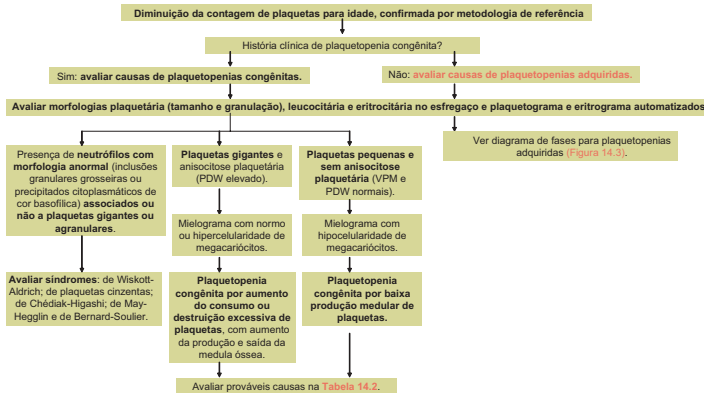 Diminuição da contagem de plaquetas para idade, confirmada por metodologia de referência
História clínica de plaquetopenia congênita?
Sim: avaliar causas de plaquetopenias congênitas.
Não: avaliar causas de plaquetopenias adquiridas.
Avaliar morfologias plaquetária (tamanho e granulação), leucocitária e eritrocitária no esfregaço e plaquetograma e eritrograma automatizados
Ver diagrama de fases para plaquetopenias
adquiridas (Figura 14.3).
Presença de neutrófilos com
morfologia anormal (inclusões
granulares grosseiras ou
precipitados citoplasmáticos de
cor basofílica) associados ou
não a plaquetas gigantes ou
agranulares.
Plaquetas gigantes e
anisocitose plaquetária
(PDW elevado).
Plaquetas pequenas e
sem anisocitose
plaquetária (VPM e
PDW normais).
Mielograma com normo
ou hipercelularidade de
megacariócitos.
Mielograma com
hipocelularidade de
megacariócitos.
Avaliar síndromes: de Wiskott-
Aldrich; de plaquetas cinzentas;
de Chédiak-Higashi; de May-
Hegglin e de Bernard-Soulier.
Plaquetopenia
congênita por aumento
do consumo ou
destruição excessiva de
plaquetas, com aumento
da produção e saída da
medula óssea.
Plaquetopenia
congênita por baixa
produção medular de
plaquetas.
Avaliar prováveis causas na Tabela 14.2.